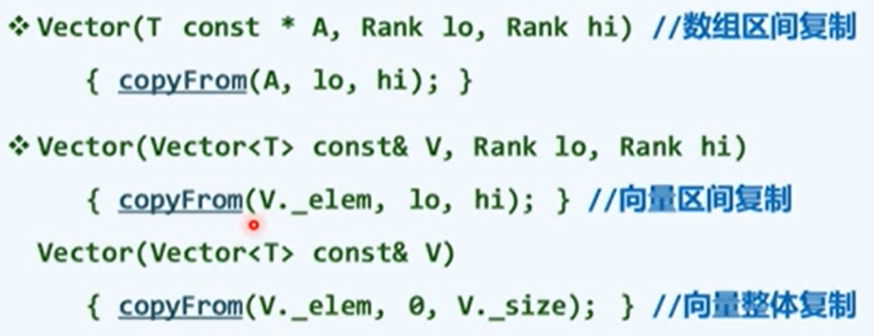 ❖ Vector(T const * A, Rank lo, Rank hi) //数组区间复制
{ copyFrom(A, lo, hi); }
❖ Vector(Vector<T> const& V, Rank lo, Rank hi)
{ copyFrom(V._elem, lo, hi); } //向量区间复制
Vector(Vector<T> const& V)
{ copyFrom(V._elem, 0, V._size); } //向量整体复制